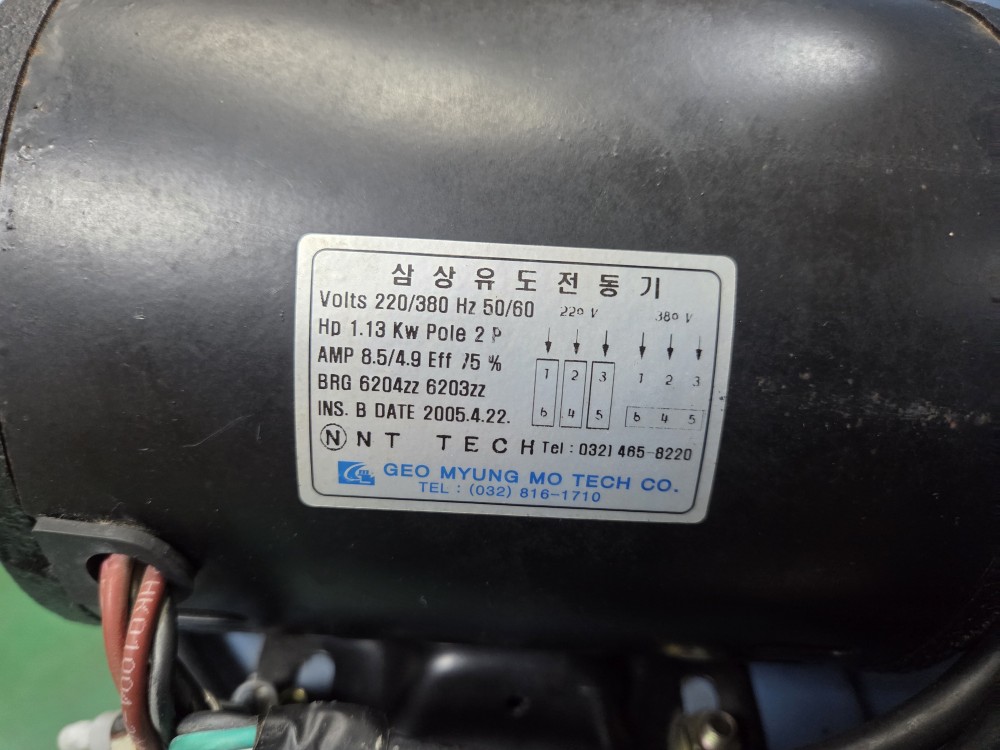 삼상유도전동기
Volts 220/380 Hz 50/60
Hp 1.13 Kw Pole 2 P
AMP 8.5/4.9 Eff 75 %
BRG 6204zz 6203zz
INS. B DATE 2005.4.22.
220 V
1 2 3
6 4 5
380 V
1 2 3
6 4 5
N NT TECH Tel : 032) 465-8220
GEO MYUNG MO TECH CO.
TEL : (032) 816-1710